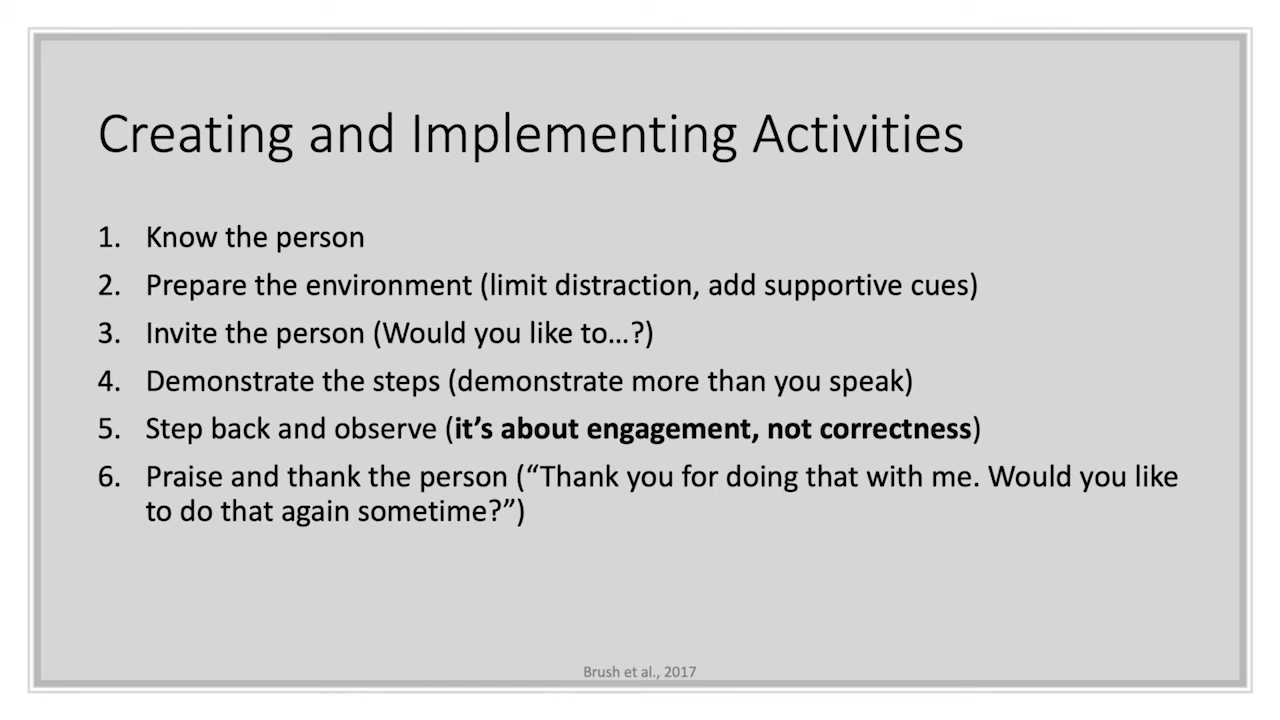 Creating and Implementing Activities
1. Know the person
2. Prepare the environment (limit distraction, add supportive cues)
3. Invite the person (Would you like to…?)
4. Demonstrate the steps (demonstrate more than you speak)
5. Step back and observe (it’s about engagement, not correctness)
6. Praise and thank the person (“Thank you for doing that with me. Would you like
to do that again sometime?”)
Brush et al., 2017